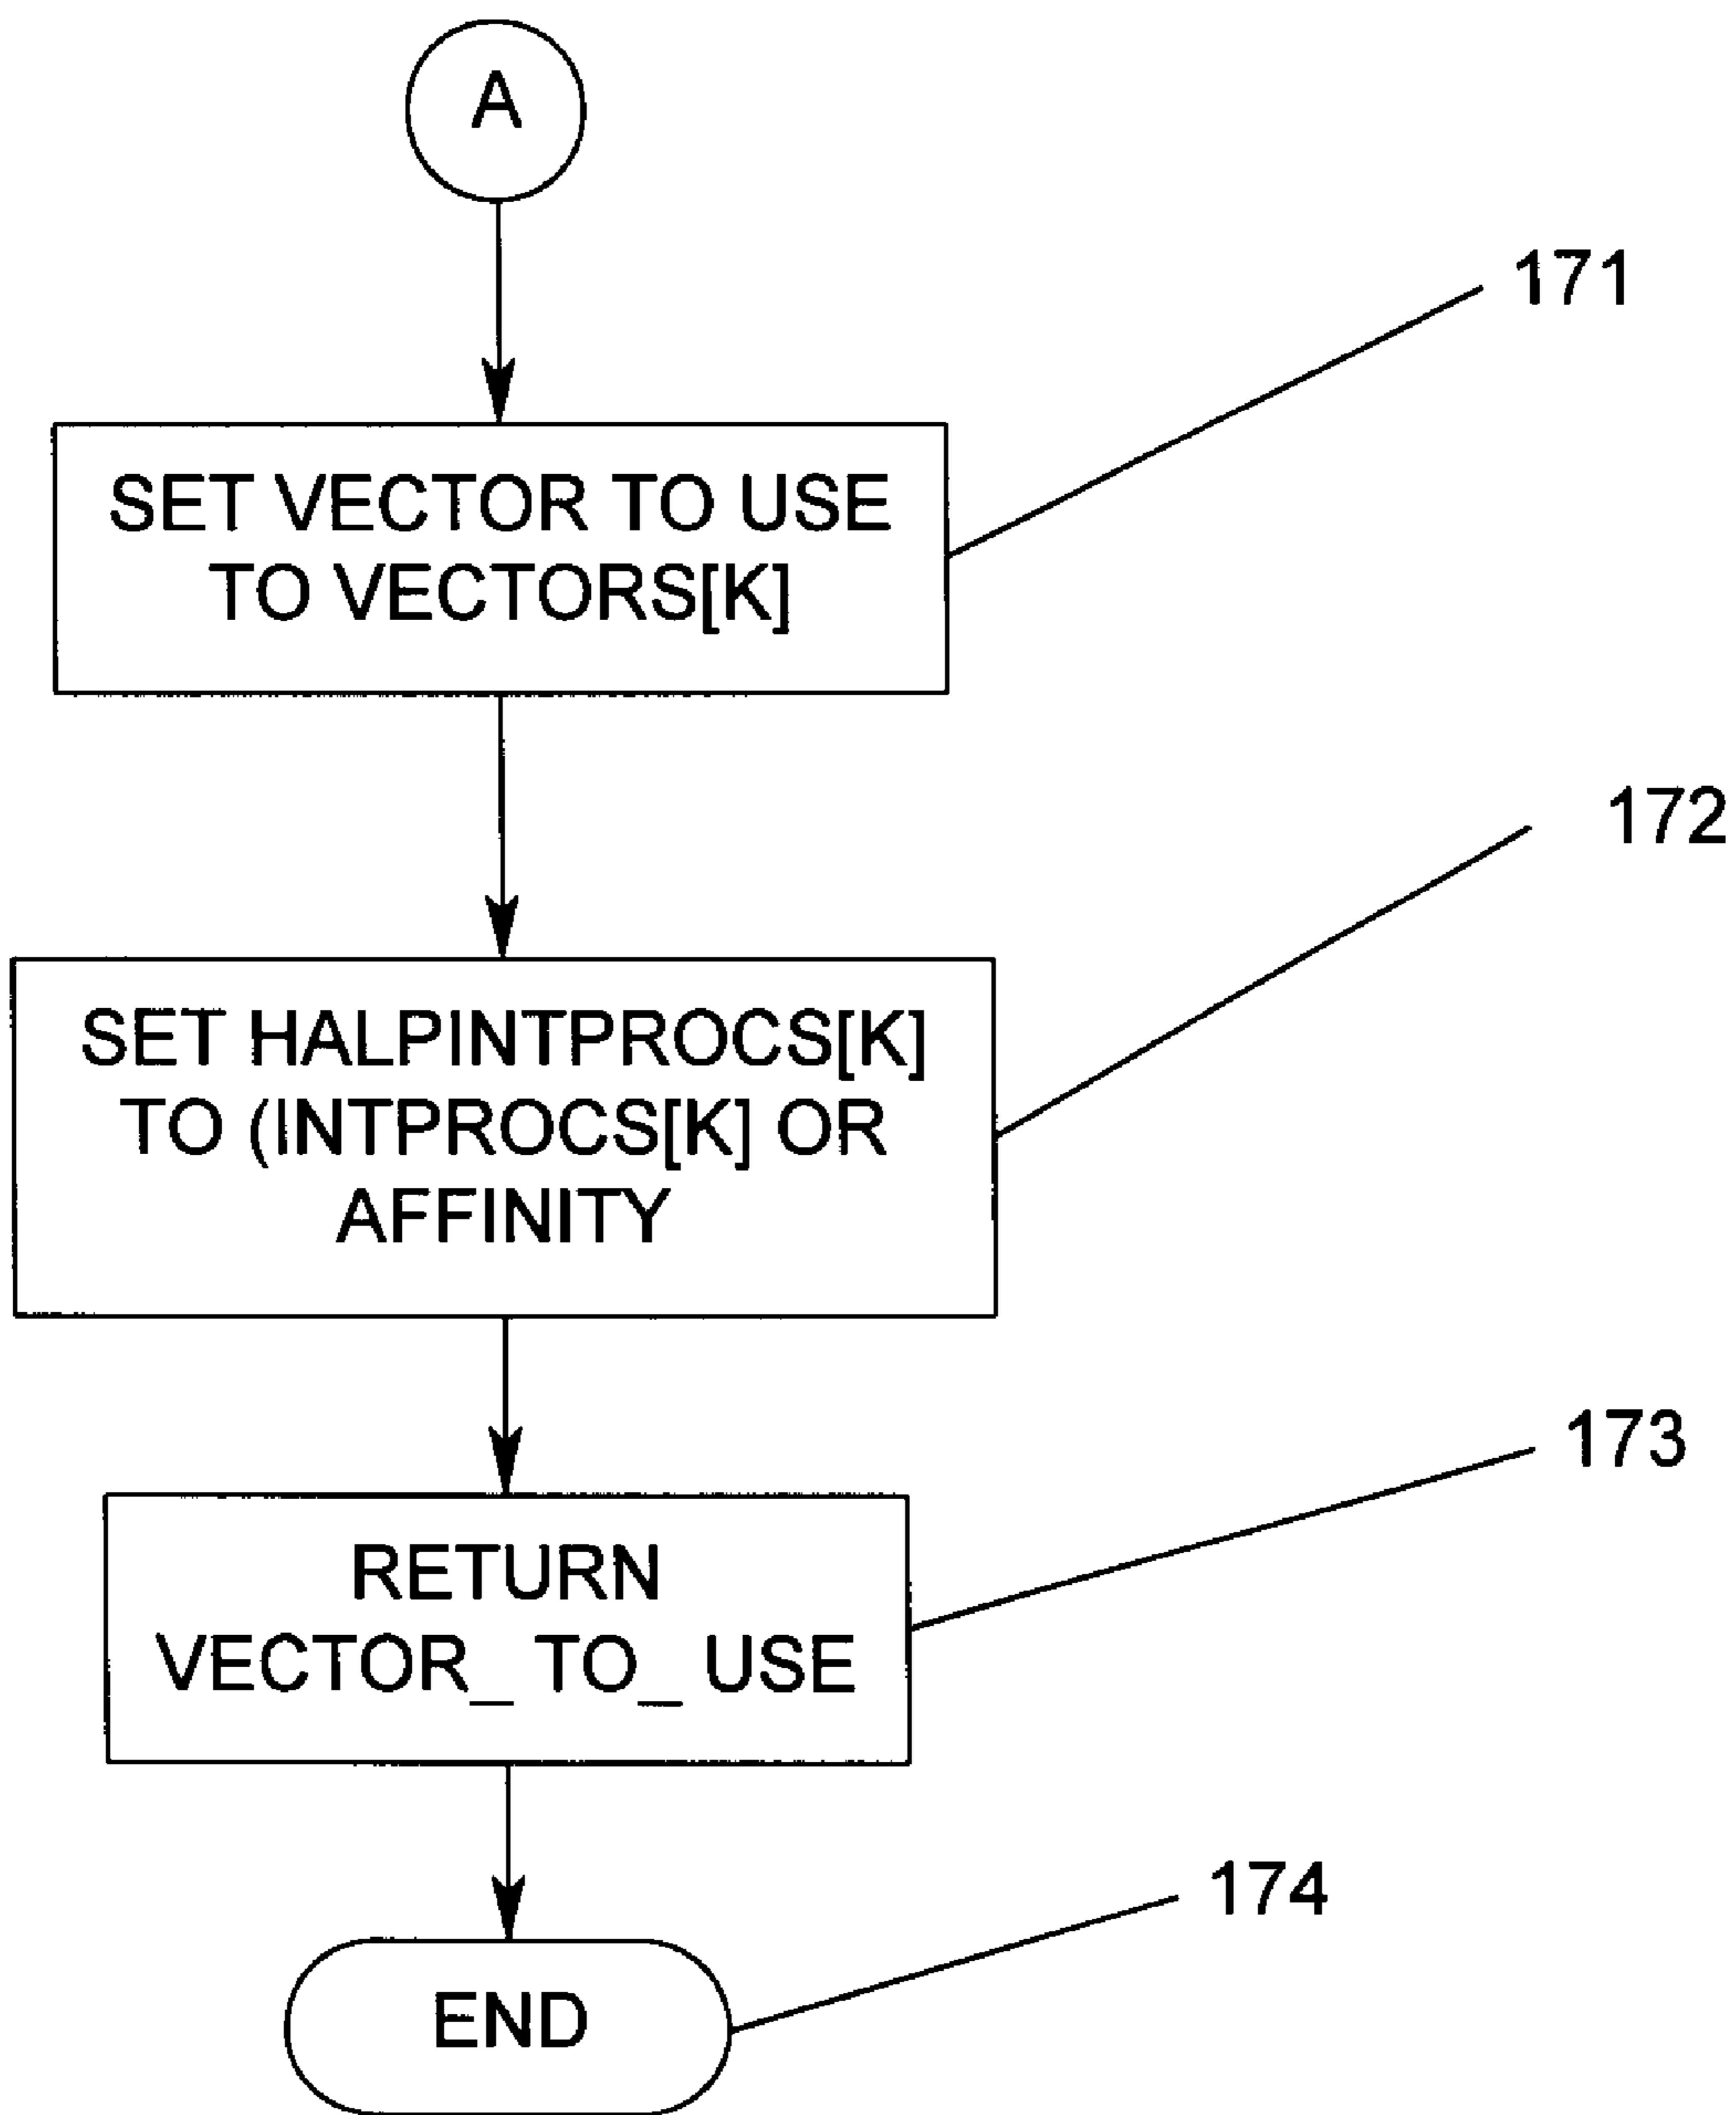 A
171
SET VECTOR TO USE
TO VECTORS[K]
172
SET HALPINTPROCS[K]
TO (INTPROCS[K] OR
AFFINITY
173
RETURN
VECTOR_ TO_ USE
174
END